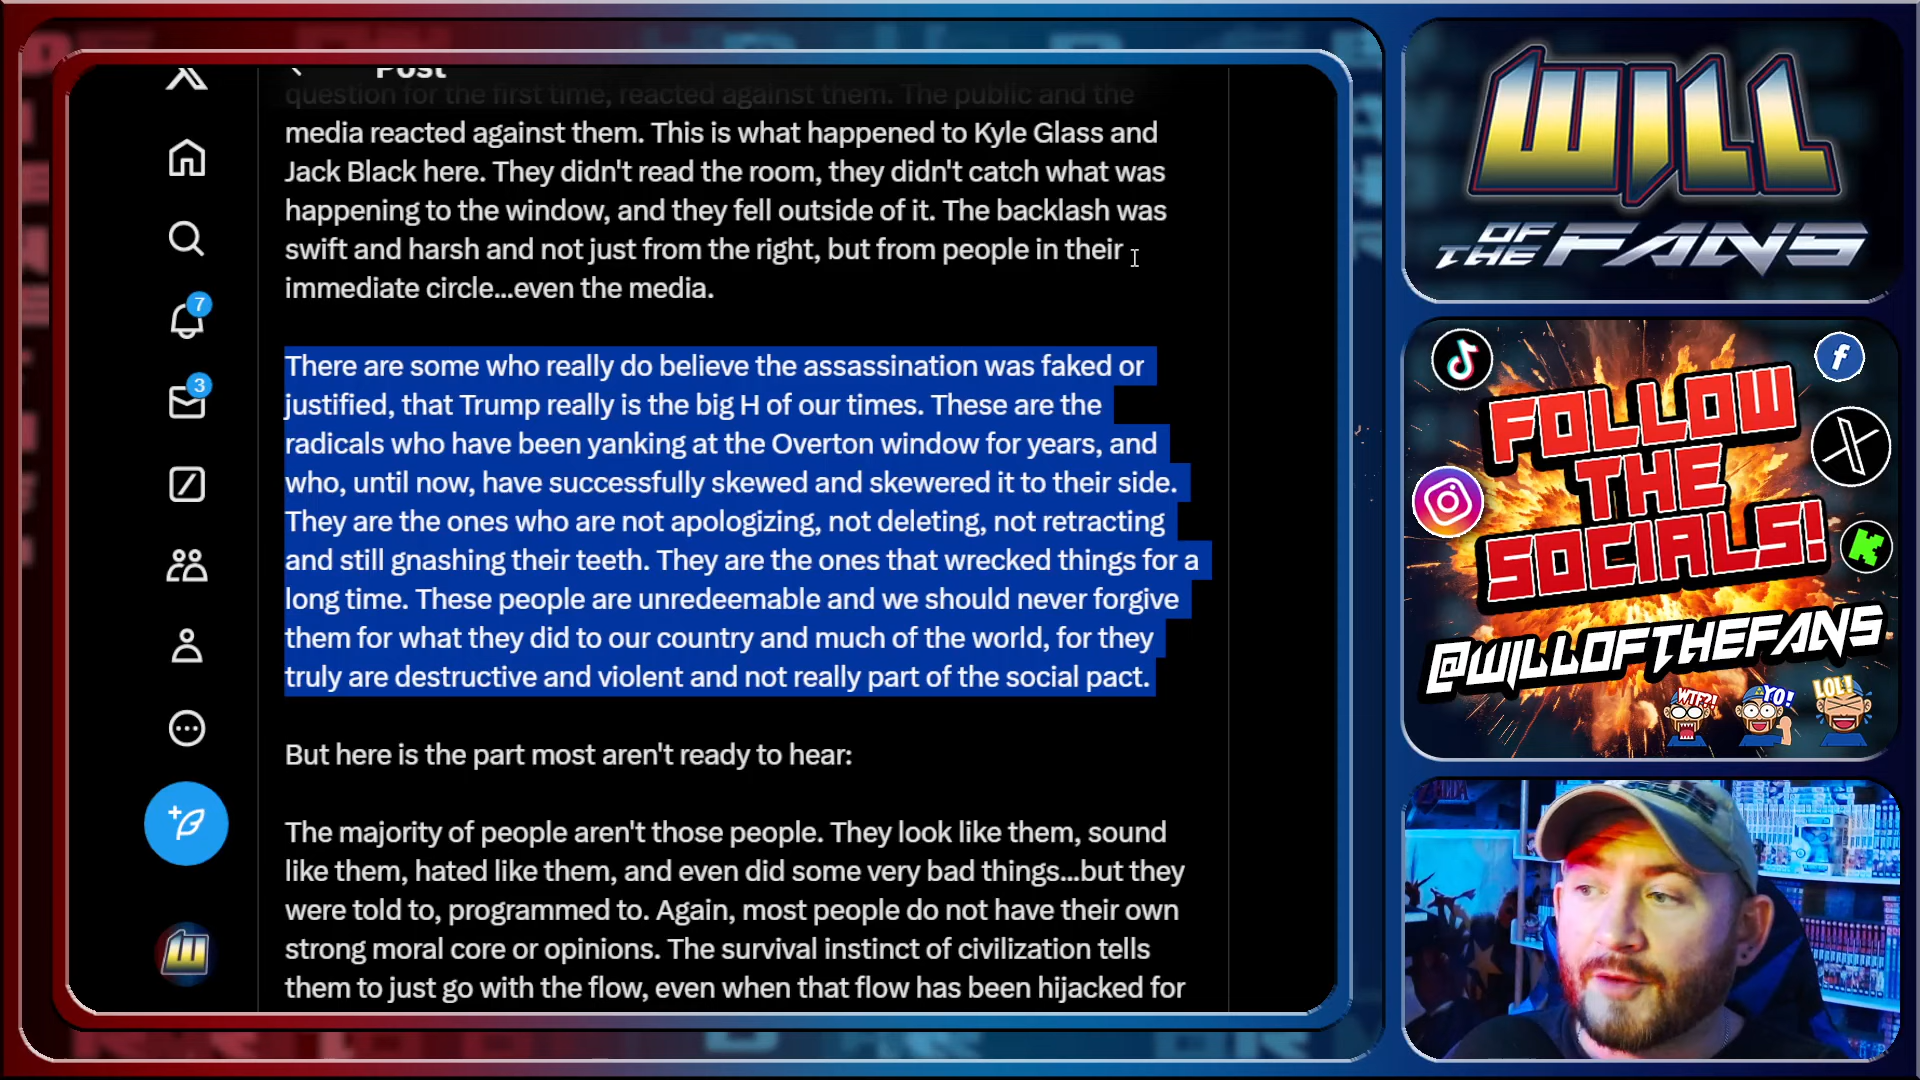 Post
question for the first time, reacted against them. The public and the
media reacted against them. This is what happened to Kyle Glass and
Jack Black here. They didn't read the room, they didn't catch what was
happening to the window, and they fell outside of it. The backlash was
swift and harsh and not just from the right, but from people in their
immediate circle...even the media.
There are some who really do believe the assassination was faked or
justified, that Trump really is the big H of our times. These are the
radicals who have been yanking at the Overton window for years, and
who, until now, have successfully skewed and skewered it to their side.
They are the ones who are not apologizing, not deleting, not retracting
and still gnashing their teeth. They are the ones that wrecked things for a
long time. These people are unredeemable and we should never forgive
them for what they did to our country and much of the world, for they
truly are destructive and violent and not really part of the social pact.
But here is the part most aren't ready to hear:
The majority of people aren't those people. They look like them, sound
like them, hated like them, and even did some very bad things...but they
were told to, programmed to. Again, most people do not have their own
strong moral core or opinions. The survival instinct of civilization tells
them to just go with the flow, even when that flow has been hijacked for
7
3
WILL
OF
THE FANS
FOLLOW
THE
SOCIALS!
@WILLOFTHEFANS
WTF?!
YO!
LOL!